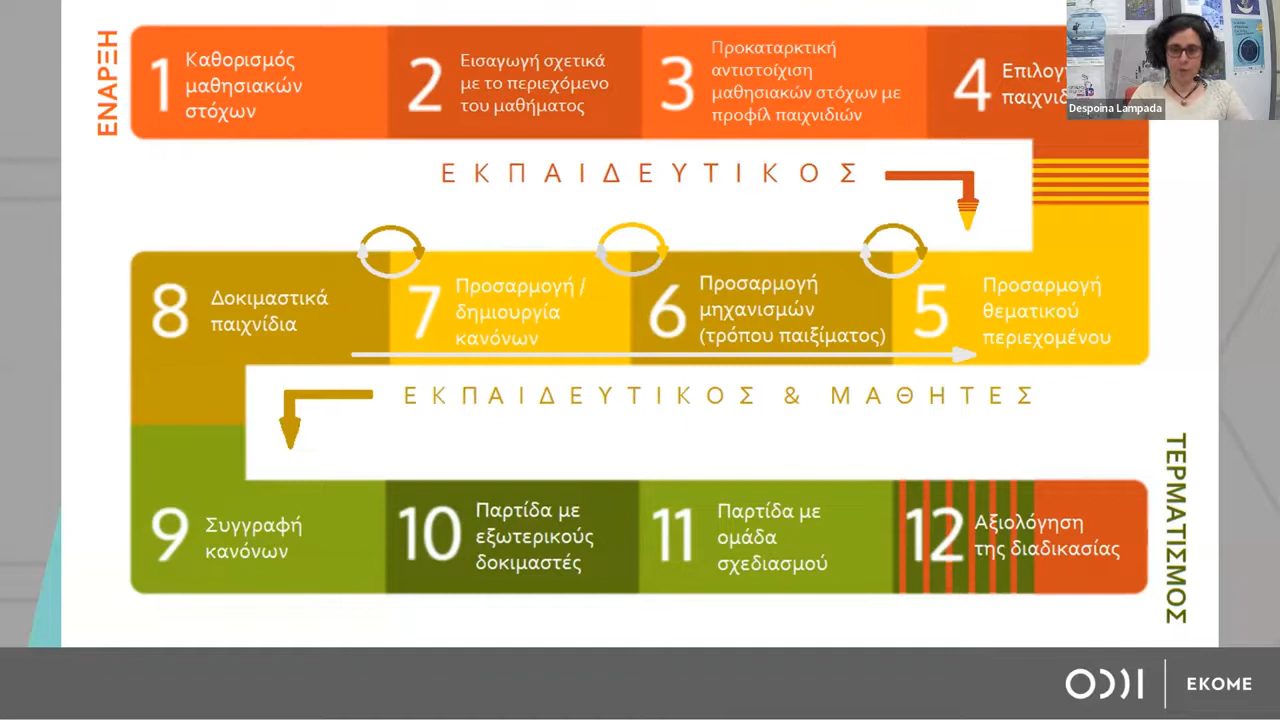 ΕΝΑΡΞΗ
1 Καθορισμός
μαθησιακών
στόχων
2 Εισαγωγή σχετικά
με το περιεχόμενο
του μαθήματος
3 Προκαταρκτική
αντιστοίχιση
μαθησιακών στόχων με
προφίλ παιχνιδιών
4
Despoina Lampada
ΕΚΠΑΙΔΕΥΤΙΚΟΣ
8 Δοκιμαστικά
παιχνίδια
7 Προσαρμογή /
δημιουργία
κανόνων
6 Προσαρμογή
μηχανισμών
(τρόπου παιξίματος)
5 Προσαρμογή
θεματικού
περιεχομένου
ΕΚΠΑΙΔΕΥΤΙΚΟΣ & ΜΑΘΗΤΕΣ
9 Συγγραφή
κανόνων
10 Παρτίδα με
εξωτερικούς
δοκιμαστές
11 Παρτίδα με
ομάδα
σχεδιασμού
12 Αξιολόγηση
της διαδικασίας
ΤΕΡΜΑΤΙΣΜΟΣ
EKOME